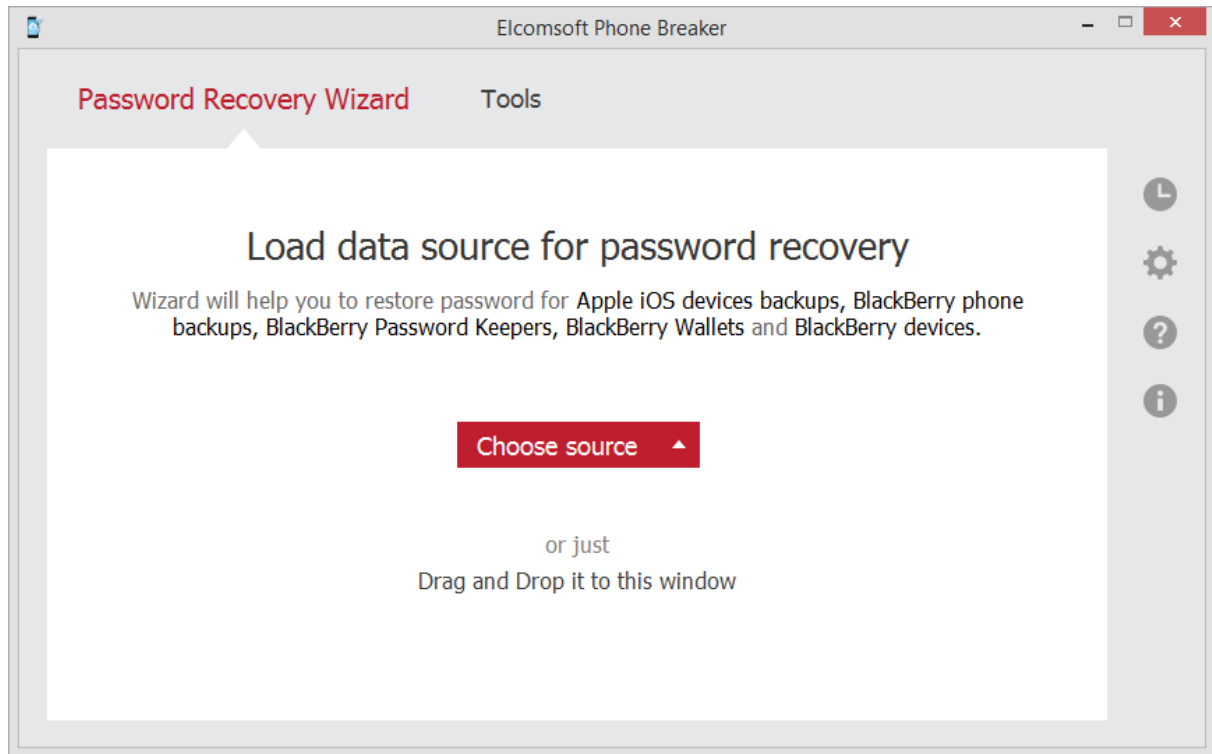 Elcomsoft Phone Breaker
Password Recovery Wizard
Tools
Load data source for password recovery
Wizard will help you to restore password for Apple iOS devices backups, BlackBerry phone
backups, BlackBerry Password Keepers, BlackBerry Wallets and BlackBerry devices.
Choose source
or just
Drag and Drop it to this window